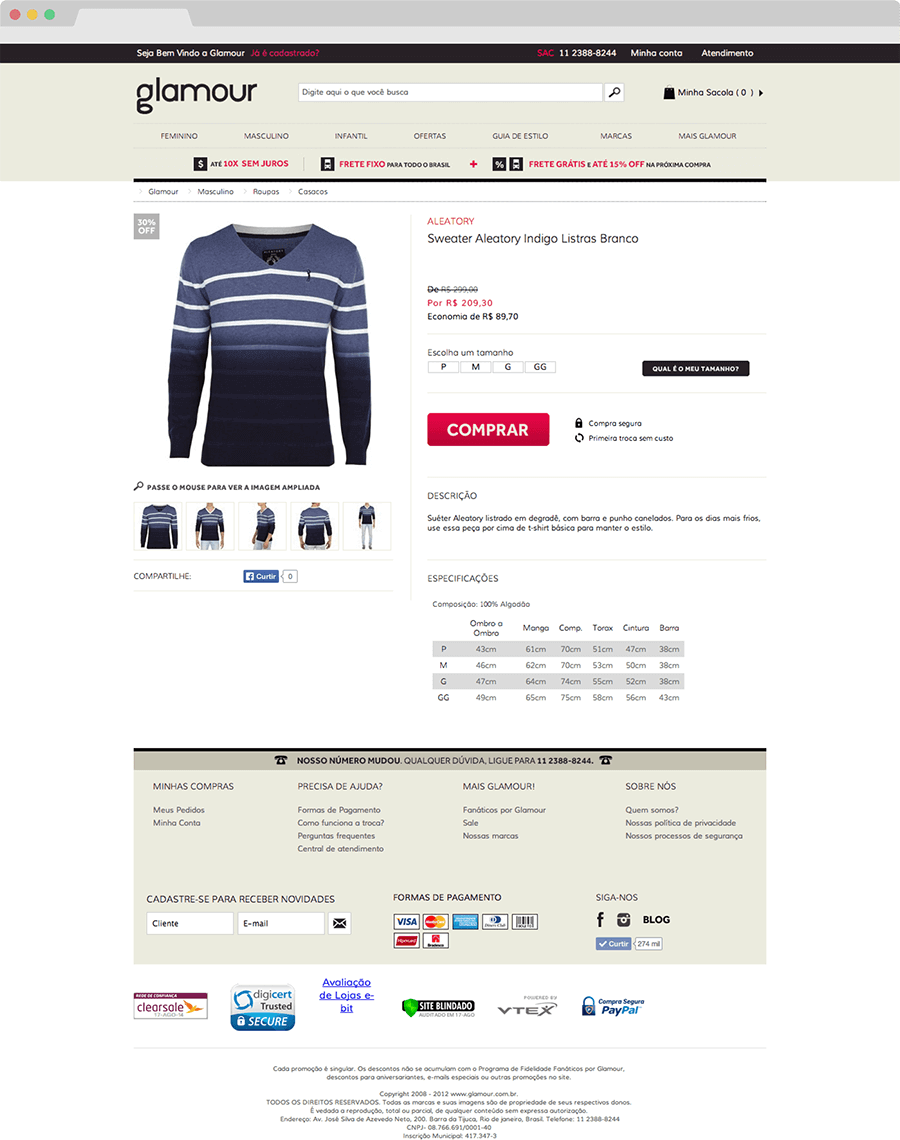 Seja Bem Vindo a Glamour Já é cadastrado?
SAC 11 2388-8244 Minha conta Atendimento
glamour
Digite aqui o que você busca
Minha Sacola ( 0 )
FEMININO MASCULINO INFANTIL OFERTAS GUIA DE ESTILO MARCAS MAIS GLAMOUR
$ ATÉ 10X SEM JUROS FRETE FIXO PARA TODO O BRASIL + % FRETE GRÁTIS E ATÉ 15% OFF NA PRÓXIMA COMPRA
Glamour Masculino Roupas Casacos
30%
OFF
ALEATORY
Sweater Aleatory Indigo Listras Branco
De R$ 299,00
Por R$ 209,30
Economia de R$ 89,70
Escolha um tamanho
P M G GG
QUAL É O MEU TAMANHO?
COMPRAR
Compra segura
Primeira troca sem custo
PASSE O MOUSE PARA VER A IMAGEM AMPLIADA
COMPARTILHE:
Curtir 0
DESCRIÇÃO
Suéter Aleatory listrado em degradê, com barra e punho canelados. Para os dias mais frios,
use essa peça por cima de t-shirt básica para manter o estilo.
ESPECIFICAÇÕES
Composição: 100% Algodão
Ombro a
Ombro Manga Comp. Torax Cintura Barra
P 43cm 61cm 70cm 51cm 47cm 38cm
M 46cm 62cm 70cm 53cm 50cm 38cm
G 47cm 64cm 74cm 55cm 52cm 38cm
GG 49cm 65cm 75cm 58cm 56cm 43cm
NOSSO NÚMERO MUDOU. QUALQUER DÚVIDA, LIGUE PARA 11 2388-8244.
MINHAS COMPRAS
Meus Pedidos
Minha Conta
PRECISA DE AJUDA?
Formas de Pagamento
Como funciona a troca?
Perguntas frequentes
Central de atendimento
MAIS GLAMOUR!
Fanáticos por Glamour
Sale
Nossas marcas
SOBRE NÓS
Quem somos?
Nossas política de privacidade
Nossos processos de segurança
CADASTRE-SE PARA RECEBER NOVIDADES
Cliente E-mail
FORMAS DE PAGAMENTO
VISA MasterCard
Hipercard Bradesco
SIGA-NOS
BLOG
Curtir 274 mil
REDE DE CONFIANÇA
clearsale
17-AGO-14
digicert
Trusted
SECURE
Avaliação
de Lojas e-
bit
SITE BLINDADO
AUDITADO EM 17-AGO
POWERED BY
VTEX
Compra Segura
PayPal
Cada promoção é singular. Os descontos não se acumulam com o Programa de Fidelidade Fanáticos por Glamour,
descontos para aniversariantes, e-mails especiais ou outras promoções no site.
Copyright 2008 - 2012 www.glamour.com.br.
TODOS OS DIREITOS RESERVADOS. Todas as marcas e suas imagens são de propriedade de seus respectivos donos.
É vedada a reprodução, total ou parcial, de qualquer conteúdo sem expressa autorização.
Endereço: Av. José Silva de Azevedo Neto, 200. Barra da Tijuca, Rio de janeiro, Brasil. Telefone: 11 2388-8244
CNPJ- 08.766.691/0001-40
Inscrição Municipal: 417.347-3